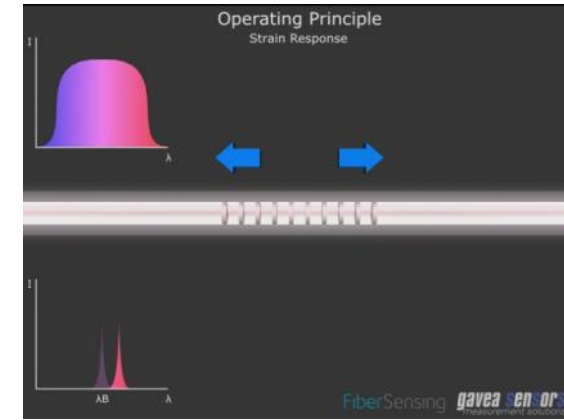 Operating Principle
Strain Response
I
λ
I
λB
λ
FiberSensing
gavea sensors
measurement solutions